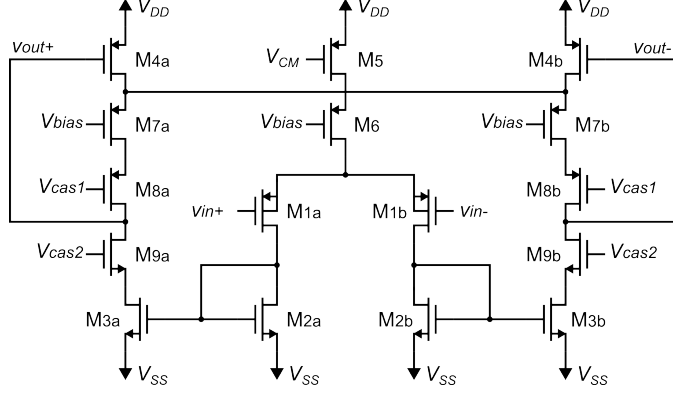 VDD VDD VDD
vout+ M4a VCM M5 M4b vout-
Vbias M7a Vbias M6 Vbias M7b
Vcas1 M8a M8b Vcas1
vin+ M1a M1b vin-
Vcas2 M9a M9b Vcas2
M3a M2a M2b M3b
VSS VSS VSS VSS